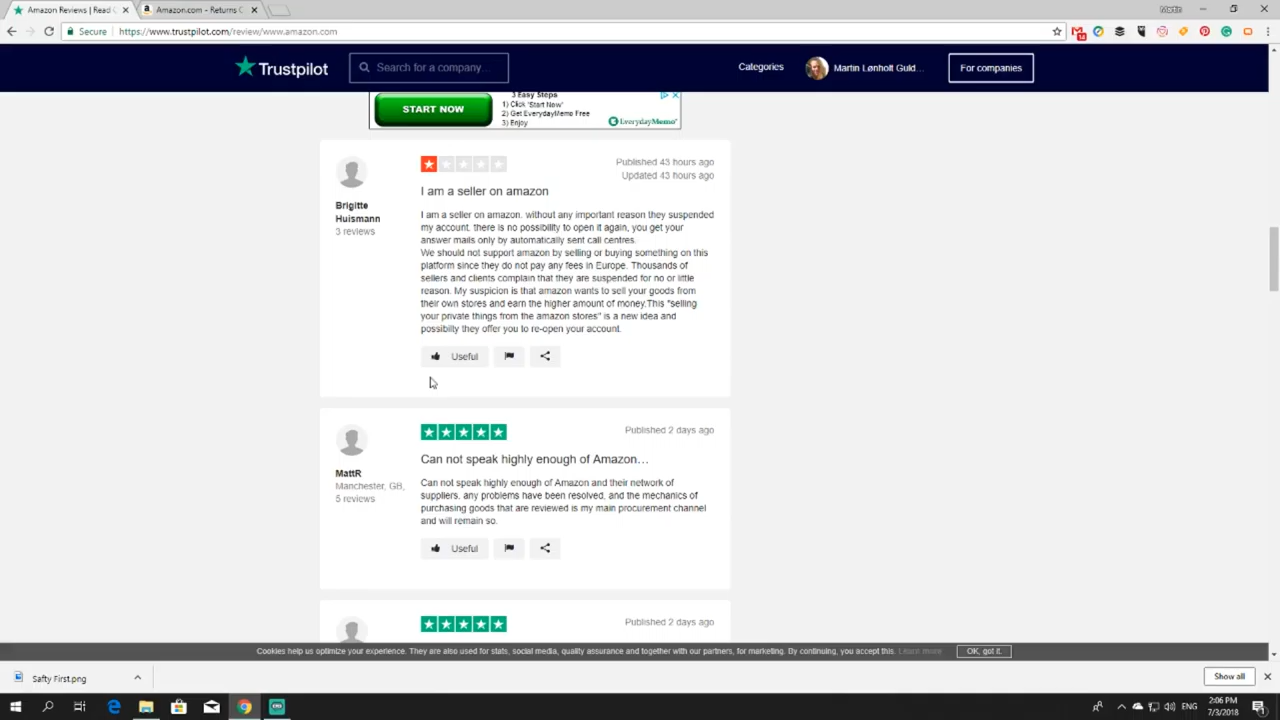 Amazon Reviews | Read C
Amazon.com - Returns C
Martin
Secure
https://www.trustpilot.com/review/www.amazon.com
Trustpilot
Search for a company...
Categories
Martin Lønholt Guld...
For companies
START NOW
3 Easy Steps
1) Click 'Start Now'
2) Get EverydayMemo Free
3) Enjoy
EverydayMemo
Published 43 hours ago
Updated 43 hours ago
I am a seller on amazon
Brigitte
Huismann
3 reviews
I am a seller on amazon. without any important reason they suspended
my account. there is no possibility to open it again, you get your
answer mails only by automatically sent call centres.
We should not support amazon by selling or buying something on this
platform since they do not pay any fees in Europe. Thousands of
sellers and clients complain that they are suspended for no or little
reason. My suspicion is that amazon wants to sell your goods from
their own stores and earn the higher amount of money.This "selling
your private things from the amazon stores" is a new idea and
possibilty they offer you to re-open your account.
Useful
Published 2 days ago
Can not speak highly enough of Amazon…
MattR
Manchester, GB,
5 reviews
Can not speak highly enough of Amazon and their network of
suppliers. any problems have been resolved, and the mechanics of
purchasing goods that are reviewed is my main procurement channel
and will remain so.
Useful
Published 2 days ago
Cookies help us optimize your experience. They are also used for stats, social media, quality assurance and together with our partners, for marketing. By continuing, you accept this. Learn more
OK, got it.
Safty First.png
Show all
ENG
2:06 PM
7/3/2018